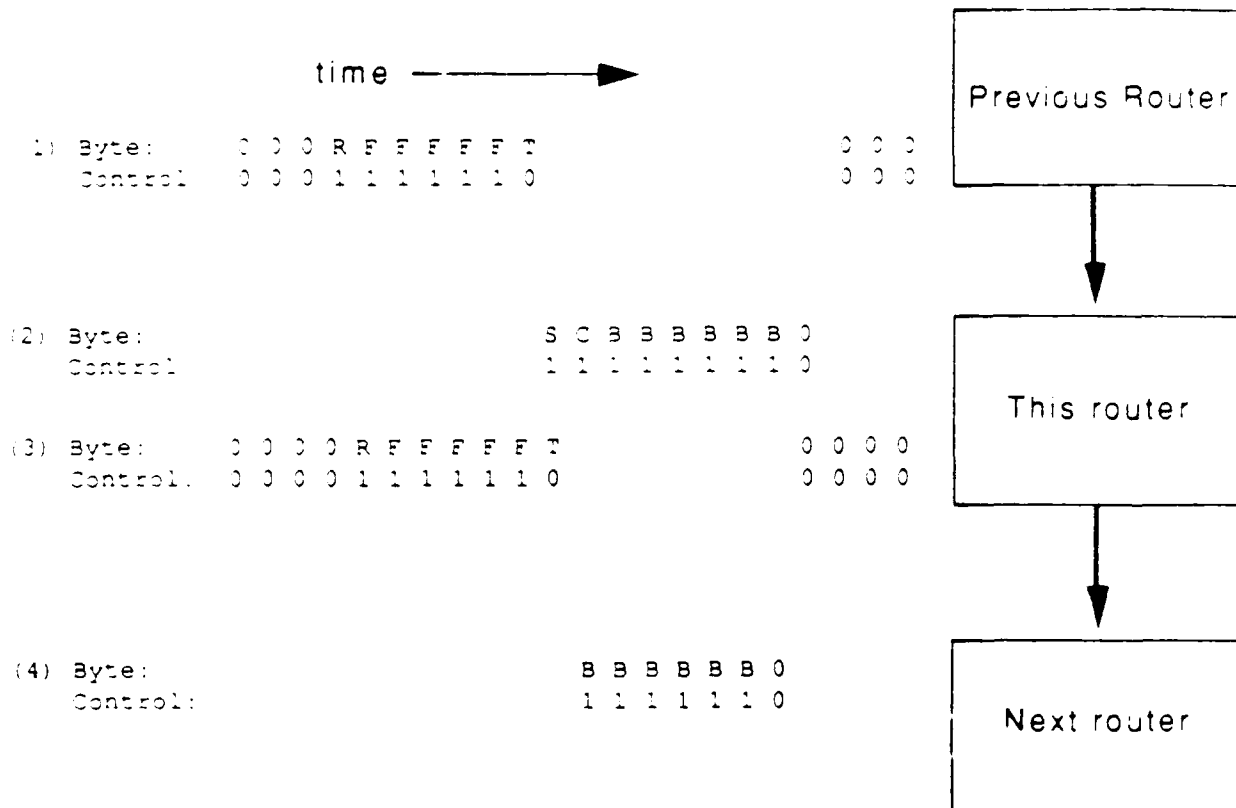 time
Previous Router
1) Byte: 0 0 0 R F F F F F T 0 0 0
Control 0 0 0 1 1 1 1 1 1 0 0 0 0
(2) Byte: S C B B B B B B 0
Control 1 1 1 1 1 1 1 1 0
This router
(3) Byte: 0 0 0 0 R F F F F F T 0 0 0 0
Control: 0 0 0 0 1 1 1 1 1 1 0 0 0 0 0
(4) Byte: B B B B B B 0
Control: 1 1 1 1 1 1 0
Next router